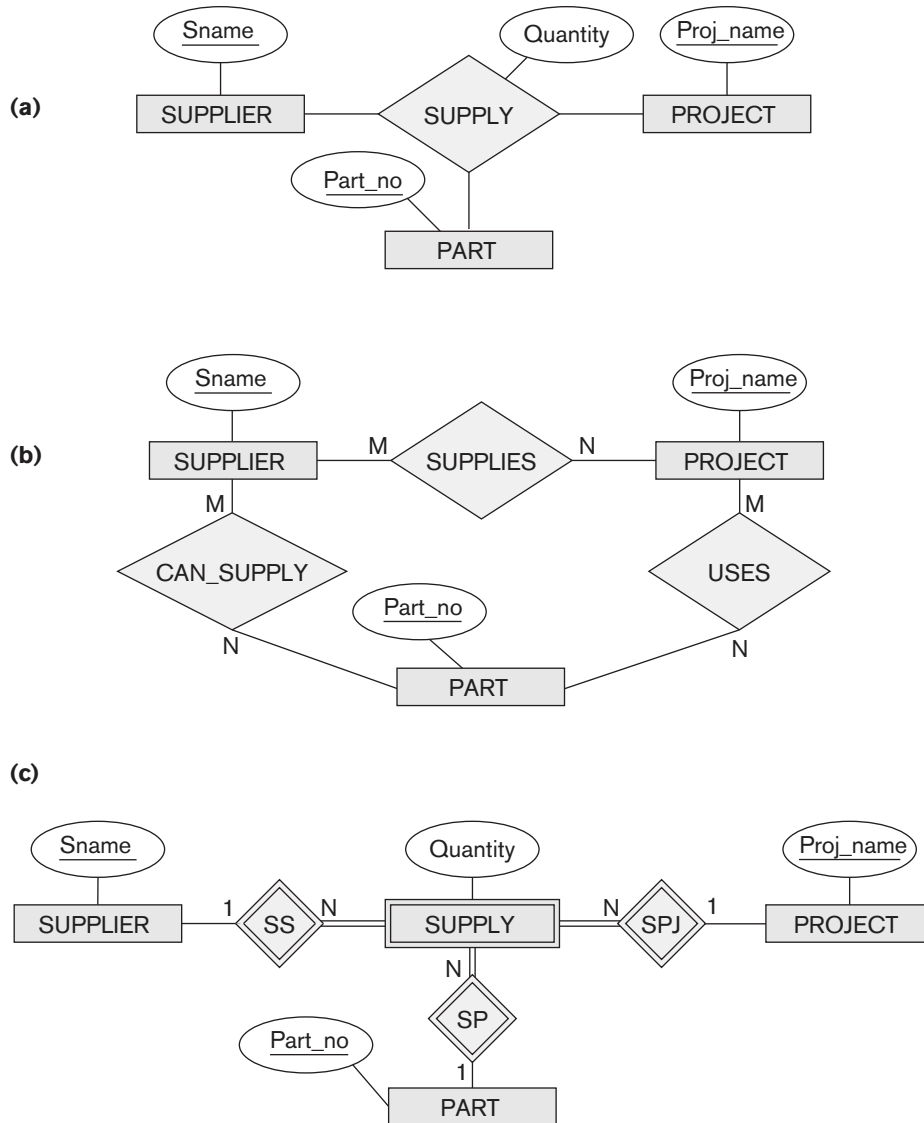 Sname
Quantity
Proj_name
(a)
SUPPLIER
SUPPLY
PROJECT
Part_no
PART
Sname
Proj_name
(b)
SUPPLIER
M
SUPPLIES
N
PROJECT
M
M
CAN_SUPPLY
USES
Part_no
N
N
PART
(c)
Sname
Quantity
Proj_name
SUPPLIER
1
SS
N
SUPPLY
N
SPJ
1
PROJECT
N
SP
Part_no
1
PART